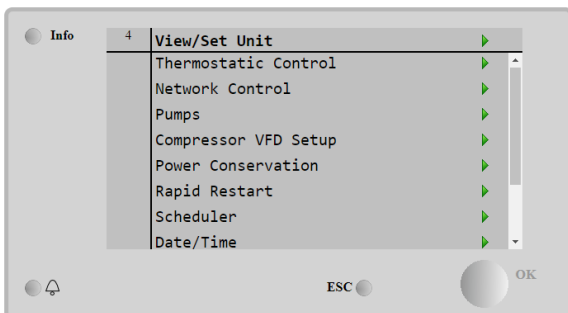 Info
4 View/Set Unit
Thermostatic Control
Network Control
Pumps
Compressor VFD Setup
Power Conservation
Rapid Restart
Scheduler
Date/Time
ESC
OK